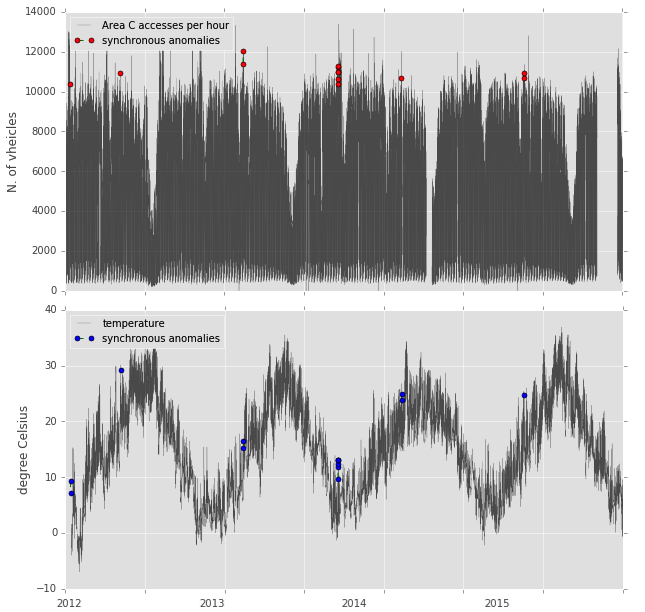 14000
12000
10000
8000
6000
4000
2000
0
N. of vheicles
Area C accesses per hour
synchronous anomalies
40
30
20
10
0
−10
degree Celsius
temperature
synchronous anomalies
2012 2013 2014 2015